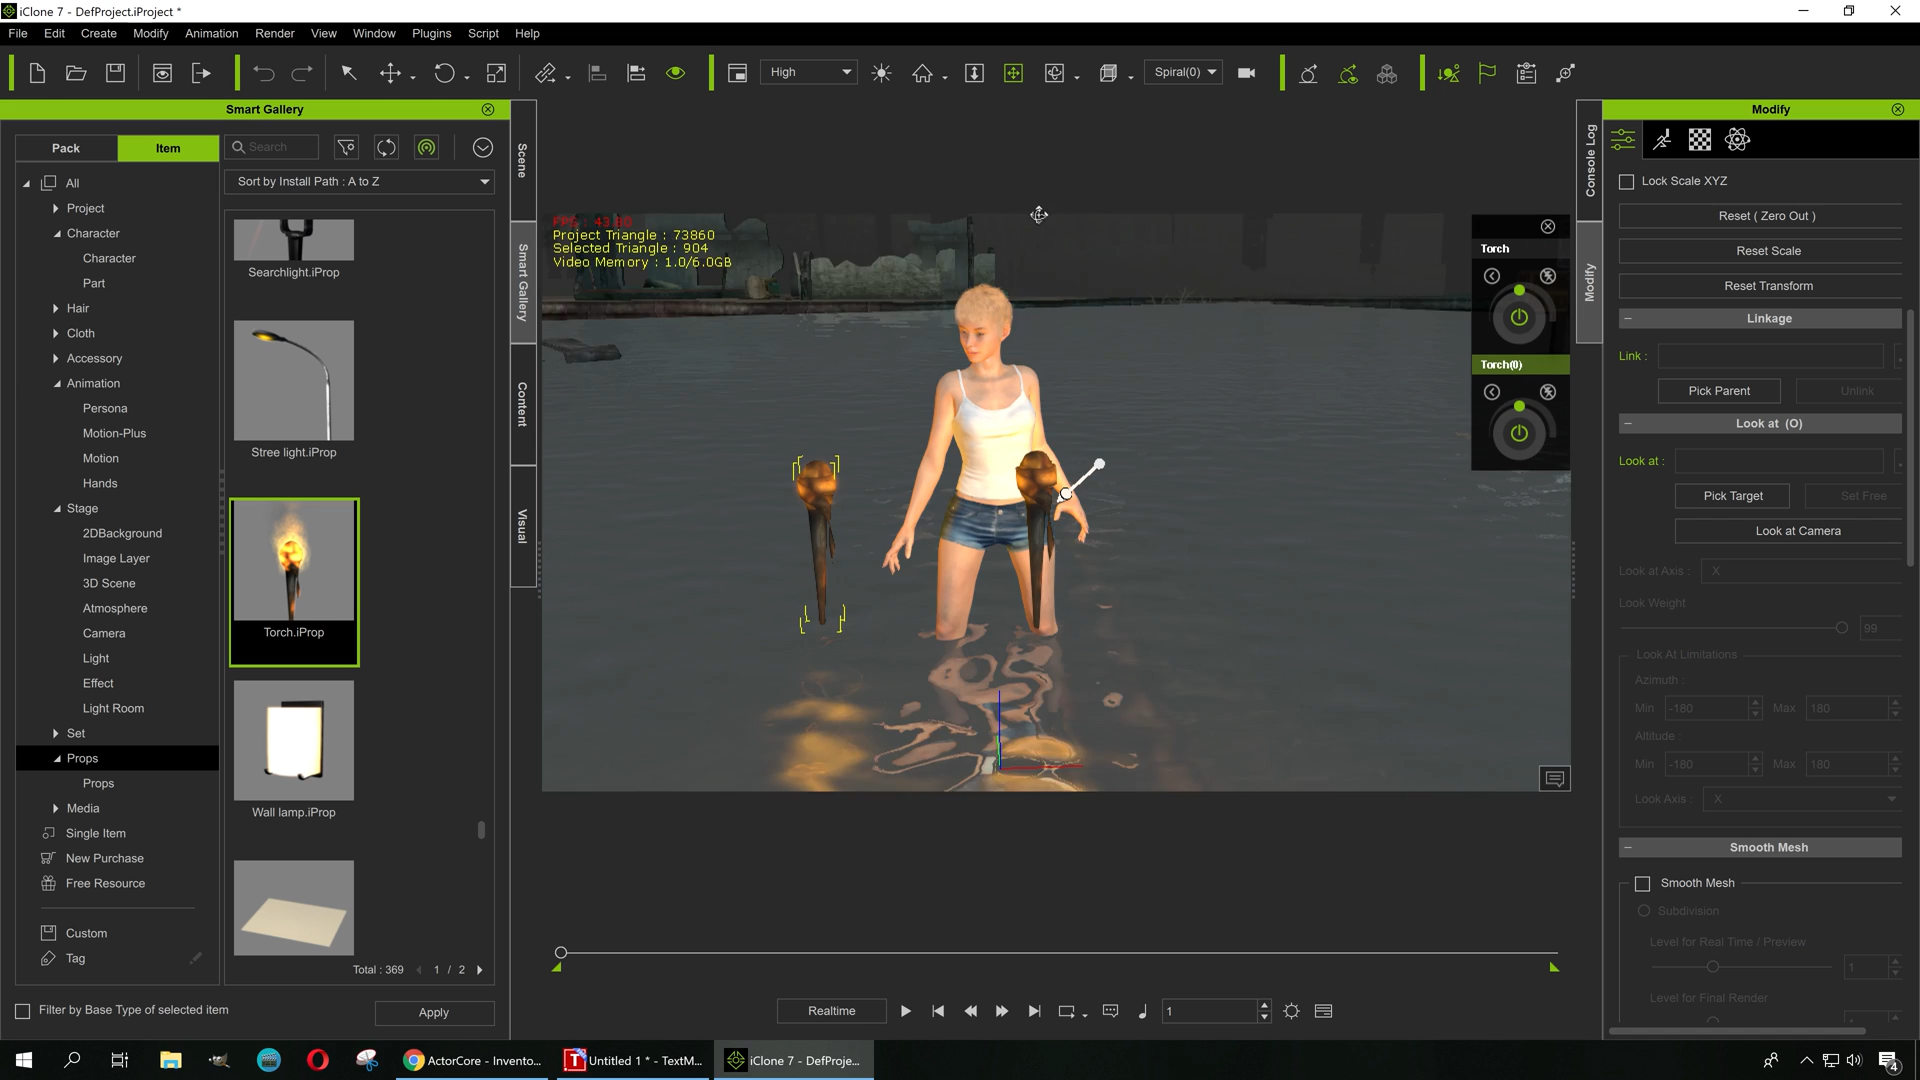 iClone 7 - DefProject.iProject *
File Edit Create Modify Animation Render View Window Plugins Script Help
High
Spiral(0)
Smart Gallery
Pack Item
Search
Sort by Install Path : A to Z
All
Project
Character
Character
Part
Hair
Cloth
Accessory
Animation
Persona
Motion-Plus
Motion
Hands
Stage
2DBackground
Image Layer
3D Scene
Atmosphere
Camera
Light
Effect
Light Room
Set
Props
Props
Media
Single Item
New Purchase
Free Resource
Custom
Tag
Filter by Base Type of selected item
Searchlight.iProp
Stree light.iProp
Torch.iProp
Wall lamp.iProp
Total : 369 1 / 2
Apply
Scene
Smart Gallery
Content
Visual
FPS : 43.80
Project Triangle : 73860
Selected Triangle : 904
Video Memory : 1.0/6.0GB
Torch
Torch(0)
Realtime
1
Console Log
Modify
Modify
Lock Scale XYZ
Reset ( Zero Out )
Reset Scale
Reset Transform
Linkage
Link :
Pick Parent Unlink
Look at (O)
Look at :
Pick Target Set Free
Look at Camera
Look at Axis : X
Look Weight
99
Look At Limitations
Azimuth :
Min -180 Max 180
Altitude :
Min -180 Max 180
Look Axis : X
Smooth Mesh
Smooth Mesh
Subdivision
Level for Real Time / Preview
1
Level for Final Render
ActorCore - Invento...
Untitled 1 * - TextM...
iClone 7 - DefProje...
4